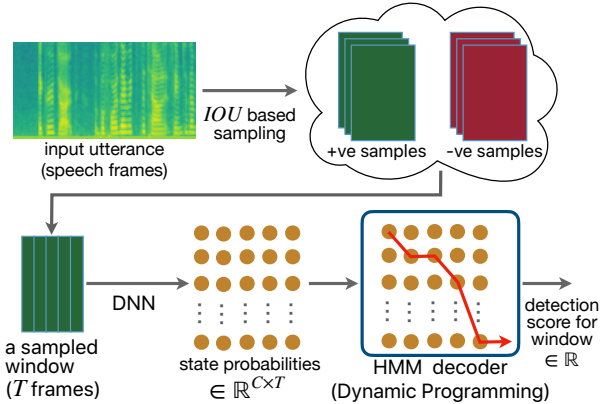 IOU based
sampling
input utterance
(speech frames)
+ve samples
-ve samples
DNN
a sampled
window
(T frames)
state probabilities
∈ ℝ^{C×T}
HMM decoder
(Dynamic Programming)
detection
score for
window
∈ ℝ